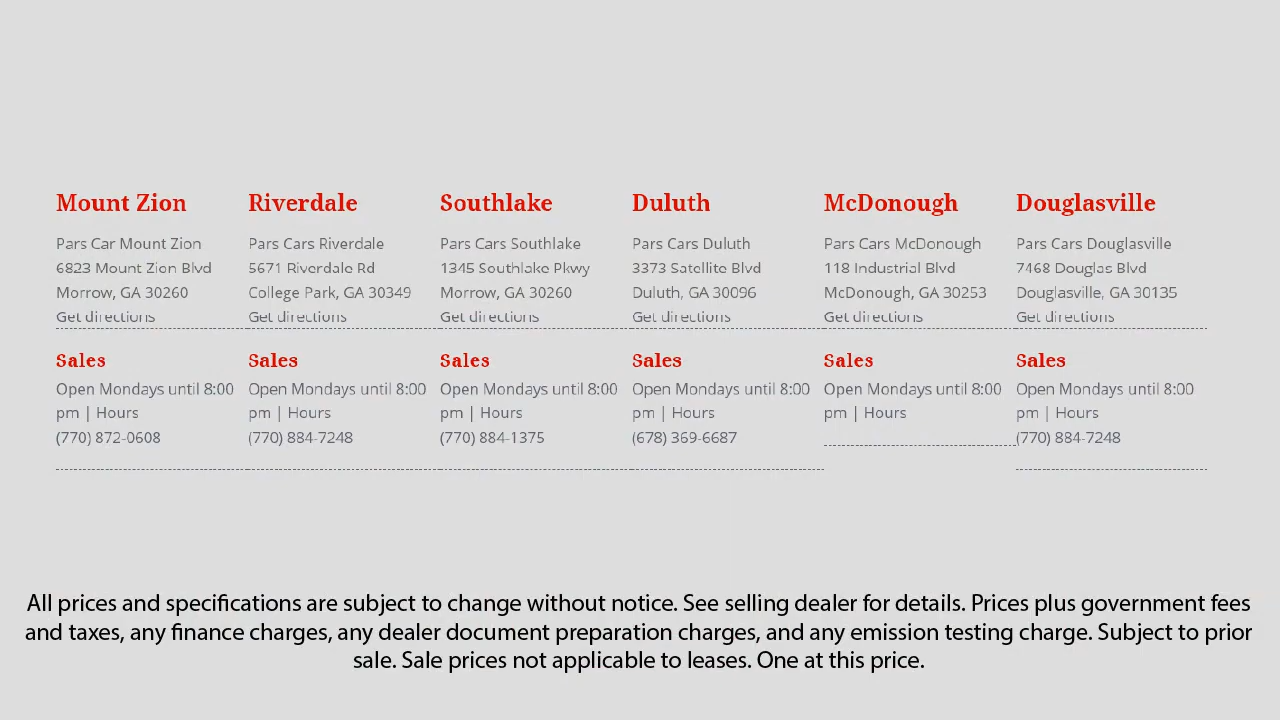 Mount Zion
Pars Car Mount Zion
6823 Mount Zion Blvd
Morrow, GA 30260
Get directions
Sales
Open Mondays until 8:00
pm | Hours
(770) 872-0608
Riverdale
Pars Cars Riverdale
5671 Riverdale Rd
College Park, GA 30349
Get directions
Sales
Open Mondays until 8:00
pm | Hours
(770) 884-7248
Southlake
Pars Cars Southlake
1345 Southlake Pkwy
Morrow, GA 30260
Get directions
Sales
Open Mondays until 8:00
pm | Hours
(770) 884-1375
Duluth
Pars Cars Duluth
3373 Satellite Blvd
Duluth, GA 30096
Get directions
Sales
Open Mondays until 8:00
pm | Hours
(678) 369-6687
McDonough
Pars Cars McDonough
118 Industrial Blvd
McDonough, GA 30253
Get directions
Sales
Open Mondays until 8:00
pm | Hours
Douglasville
Pars Cars Douglasville
7468 Douglas Blvd
Douglasville, GA 30135
Get directions
Sales
Open Mondays until 8:00
pm | Hours
(770) 884-7248
All prices and specifications are subject to change without notice. See selling dealer for details. Prices plus government fees
and taxes, any finance charges, any dealer document preparation charges, and any emission testing charge. Subject to prior
sale. Sale prices not applicable to leases. One at this price.